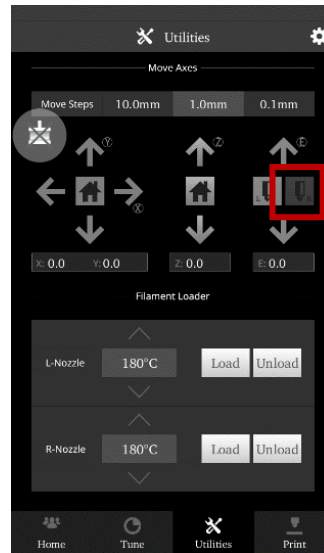 Utilities
Move Axes
Move Steps 10.0mm 1.0mm 0.1mm
Y Z E
X L R
X: 0.0 Y: 0.0 Z: 0.0 E: 0.0
Filament Loader
L-Nozzle 180°C Load Unload
R-Nozzle 180°C Load Unload
Home Tune Utilities Print